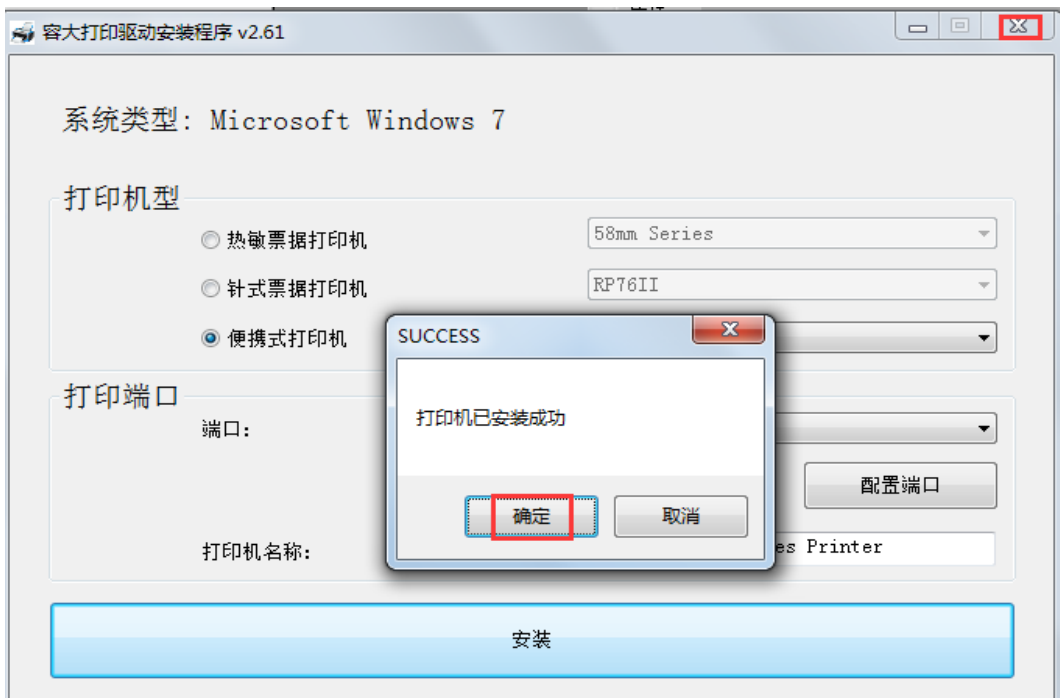 容大打印驱动安装程序 v2.61
系统类型: Microsoft Windows 7
打印机型
热敏票据打印机
58mm Series
针式票据打印机
RP76II
便携式打印机
SUCCESS
打印机已安装成功
确定
取消
打印端口
端口:
配置端口
打印机名称:
es Printer
安装